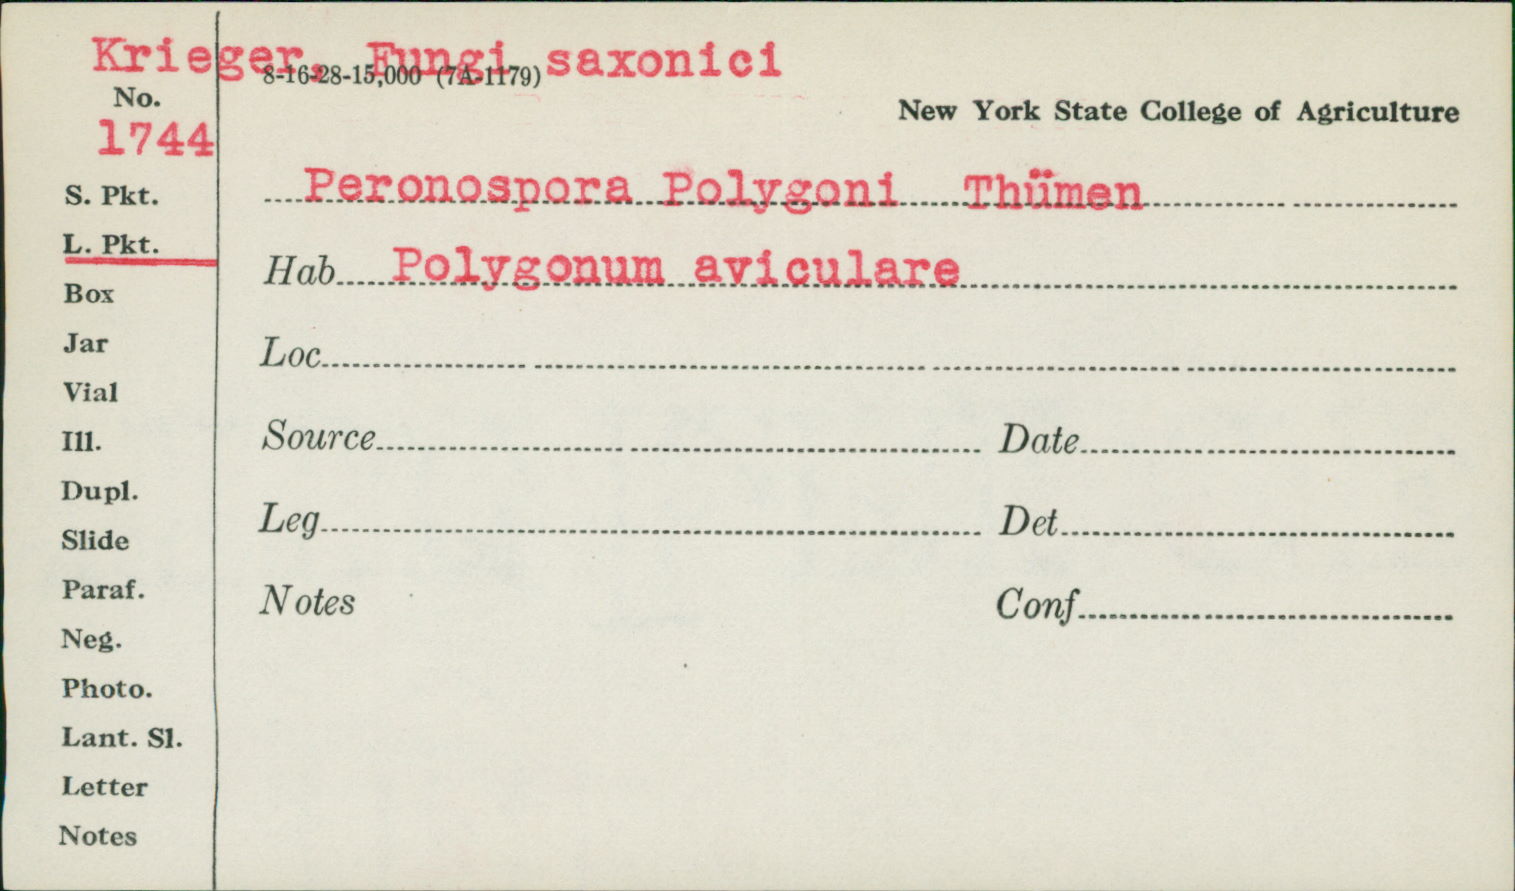 Krieger, Fungi saxonici
8-16-28-15,000 (7A-1179)
No.
New York State College of Agriculture
1744
S. Pkt.
Peronospora Polygoni Thümen
L. Pkt.
Hab Polygonum aviculare
Box
Jar
Loc
Vial
Ill.
Source Date
Dupl.
Leg Det
Slide
Paraf.
Notes Conf
Neg.
Photo.
Lant. Sl.
Letter
Notes